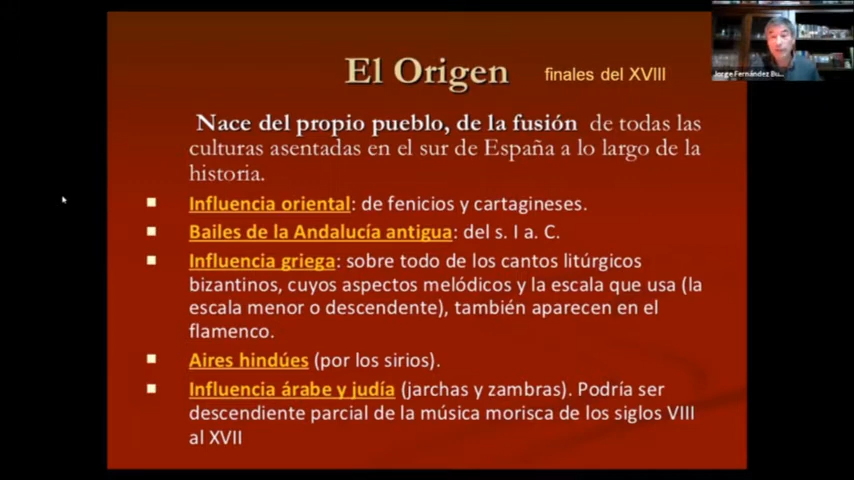 El Origen finales del XVIII
Jorge Fernández Bu...
Nace del propio pueblo, de la fusión de todas las
culturas asentadas en el sur de España a lo largo de la
historia.
Influencia oriental: de fenicios y cartagineses.
Bailes de la Andalucía antigua: del s. I a. C.
Influencia griega: sobre todo de los cantos litúrgicos
bizantinos, cuyos aspectos melódicos y la escala que usa (la
escala menor o descendente), también aparecen en el
flamenco.
Aires hindúes (por los sirios).
Influencia árabe y judía (jarchas y zambras). Podría ser
descendiente parcial de la música morisca de los siglos VIII
al XVII